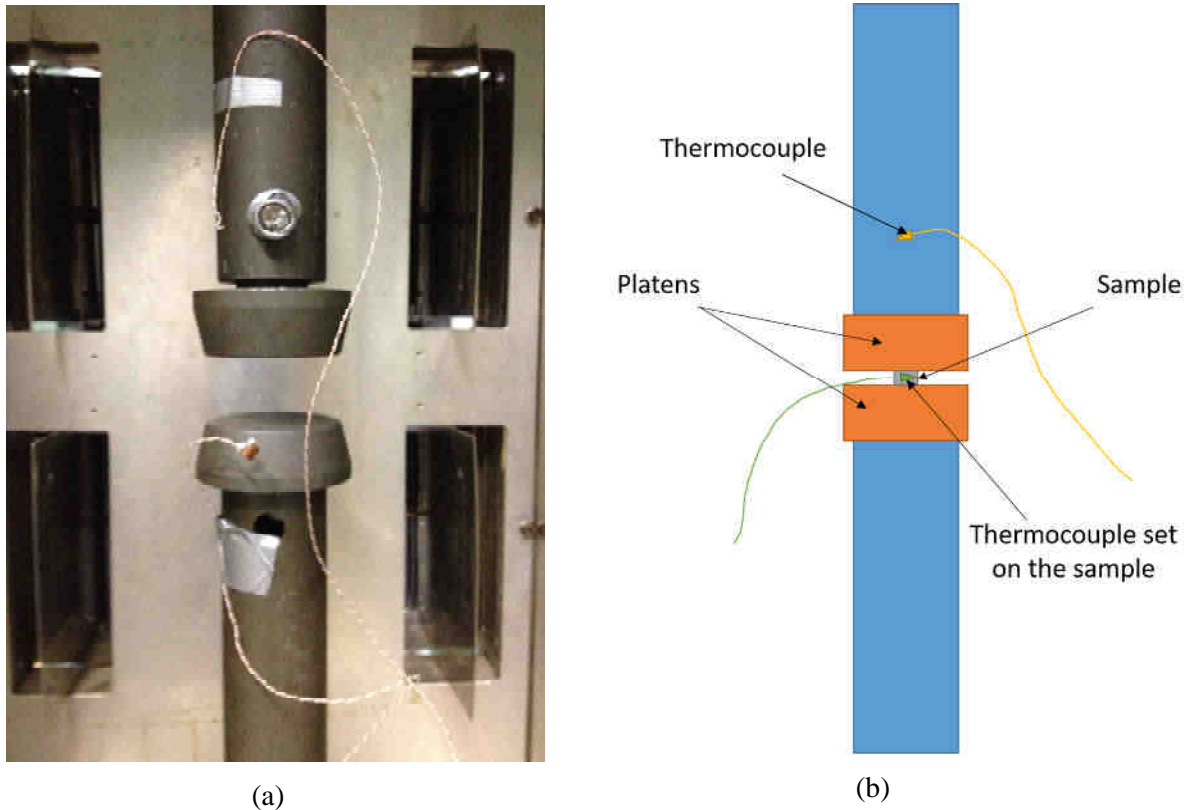 Thermocouple
Platens
Sample
Thermocouple set
on the sample
(a)
(b)